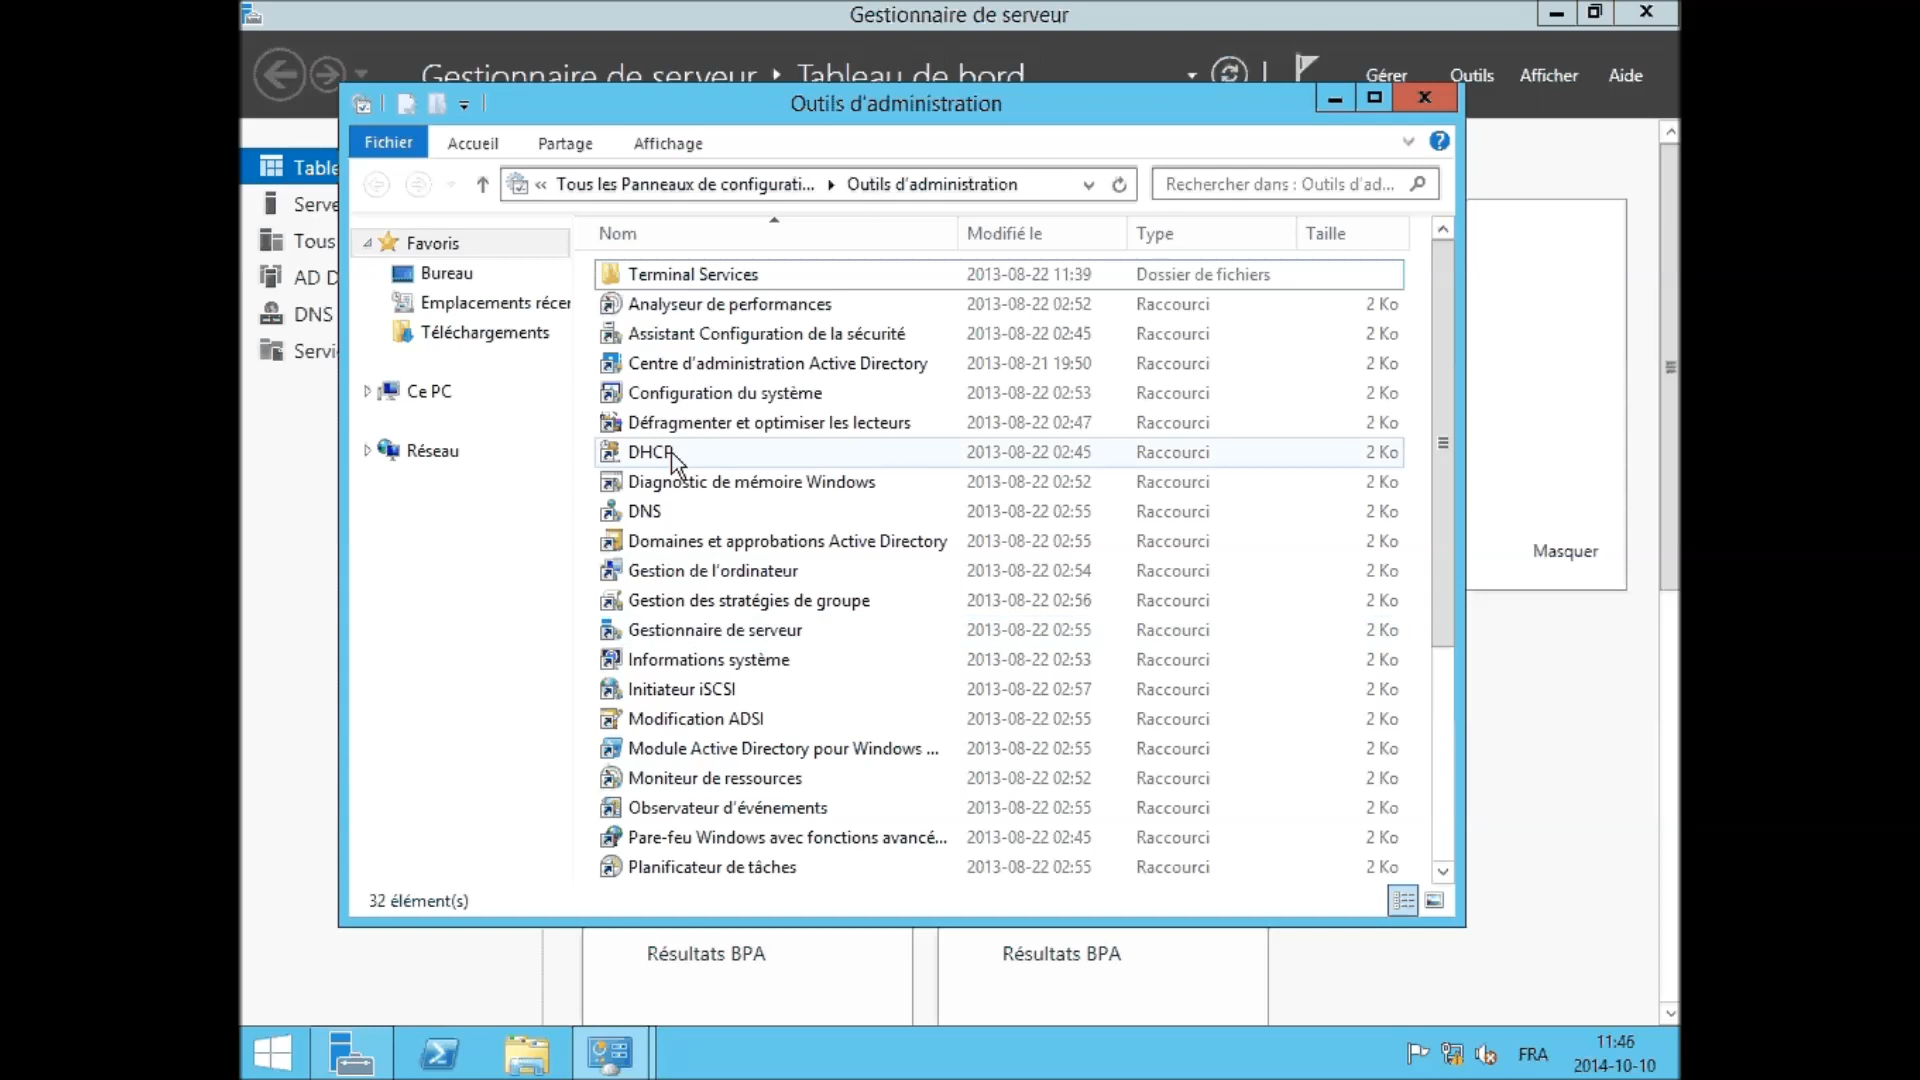 Gestionnaire de serveur
Gestionnaire de serveur ‣ Tableau de bord
Gérer Outils Afficher Aide
Outils d'administration
Fichier Accueil Partage Affichage
« Tous les Panneaux de configurati... ▸ Outils d'administration
Rechercher dans : Outils d'ad...
Table
Serve
Tous
AD D
DNS
Servi
Favoris
Bureau
Emplacements récer
Téléchargements
Ce PC
Réseau
Nom Modifié le Type Taille
Terminal Services 2013-08-22 11:39 Dossier de fichiers
Analyseur de performances 2013-08-22 02:52 Raccourci 2 Ko
Assistant Configuration de la sécurité 2013-08-22 02:45 Raccourci 2 Ko
Centre d'administration Active Directory 2013-08-21 19:50 Raccourci 2 Ko
Configuration du système 2013-08-22 02:53 Raccourci 2 Ko
Défragmenter et optimiser les lecteurs 2013-08-22 02:47 Raccourci 2 Ko
DHCP 2013-08-22 02:45 Raccourci 2 Ko
Diagnostic de mémoire Windows 2013-08-22 02:52 Raccourci 2 Ko
DNS 2013-08-22 02:55 Raccourci 2 Ko
Domaines et approbations Active Directory 2013-08-22 02:55 Raccourci 2 Ko
Gestion de l'ordinateur 2013-08-22 02:54 Raccourci 2 Ko
Gestion des stratégies de groupe 2013-08-22 02:56 Raccourci 2 Ko
Gestionnaire de serveur 2013-08-22 02:55 Raccourci 2 Ko
Informations système 2013-08-22 02:53 Raccourci 2 Ko
Initiateur iSCSI 2013-08-22 02:57 Raccourci 2 Ko
Modification ADSI 2013-08-22 02:55 Raccourci 2 Ko
Module Active Directory pour Windows ... 2013-08-22 02:55 Raccourci 2 Ko
Moniteur de ressources 2013-08-22 02:52 Raccourci 2 Ko
Observateur d'événements 2013-08-22 02:55 Raccourci 2 Ko
Pare-feu Windows avec fonctions avancé... 2013-08-22 02:45 Raccourci 2 Ko
Planificateur de tâches 2013-08-22 02:55 Raccourci 2 Ko
32 élément(s)
Masquer
Résultats BPA Résultats BPA
FRA
11:46
2014-10-10